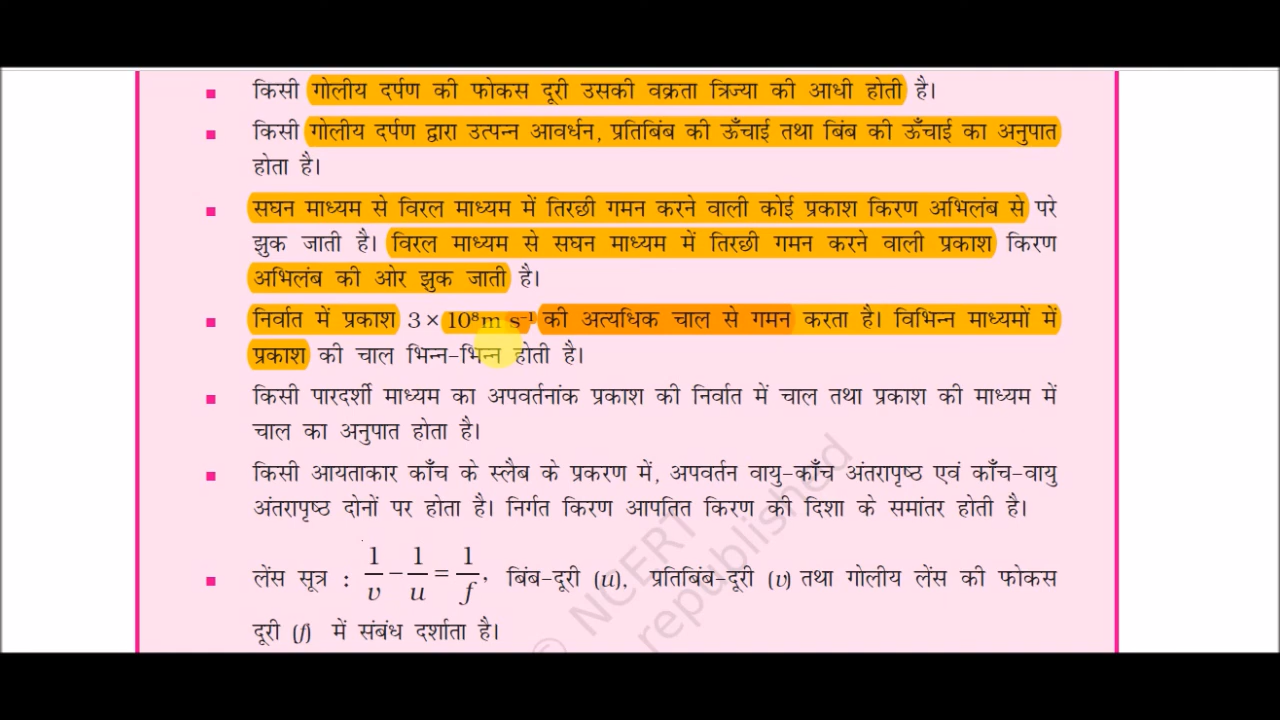 ▪ किसी गोलीय दर्पण की फोकस दूरी उसकी वक्रता त्रिज्या की आधी होती है।
▪ किसी गोलीय दर्पण द्वारा उत्पन्न आवर्धन, प्रतिबिंब की ऊँचाई तथा बिंब की ऊँचाई का अनुपात
होता है।
▪ सघन माध्यम से विरल माध्यम में तिरछी गमन करने वाली कोई प्रकाश किरण अभिलंब से परे
झुक जाती है। विरल माध्यम से सघन माध्यम में तिरछी गमन करने वाली प्रकाश किरण
अभिलंब की ओर झुक जाती है।
▪ निर्वात में प्रकाश 3 × 10⁸m s⁻¹ की अत्यधिक चाल से गमन करता है। विभिन्न माध्यमों में
प्रकाश की चाल भिन्न-भिन्न होती है।
▪ किसी पारदर्शी माध्यम का अपवर्तनांक प्रकाश की निर्वात में चाल तथा प्रकाश की माध्यम में
चाल का अनुपात होता है।
▪ किसी आयताकार काँच के स्लैब के प्रकरण में, अपवर्तन वायु-काँच अंतरापृष्ठ एवं काँच-वायु
अंतरापृष्ठ दोनों पर होता है। निर्गत किरण आपतित किरण की दिशा के समांतर होती है।
▪ लेंस सूत्र : 1/v − 1/u = 1/f, बिंब-दूरी (u), प्रतिबिंब-दूरी (v) तथा गोलीय लेंस की फोकस
दूरी (f) में संबंध दर्शाता है।
© NCERT
republished